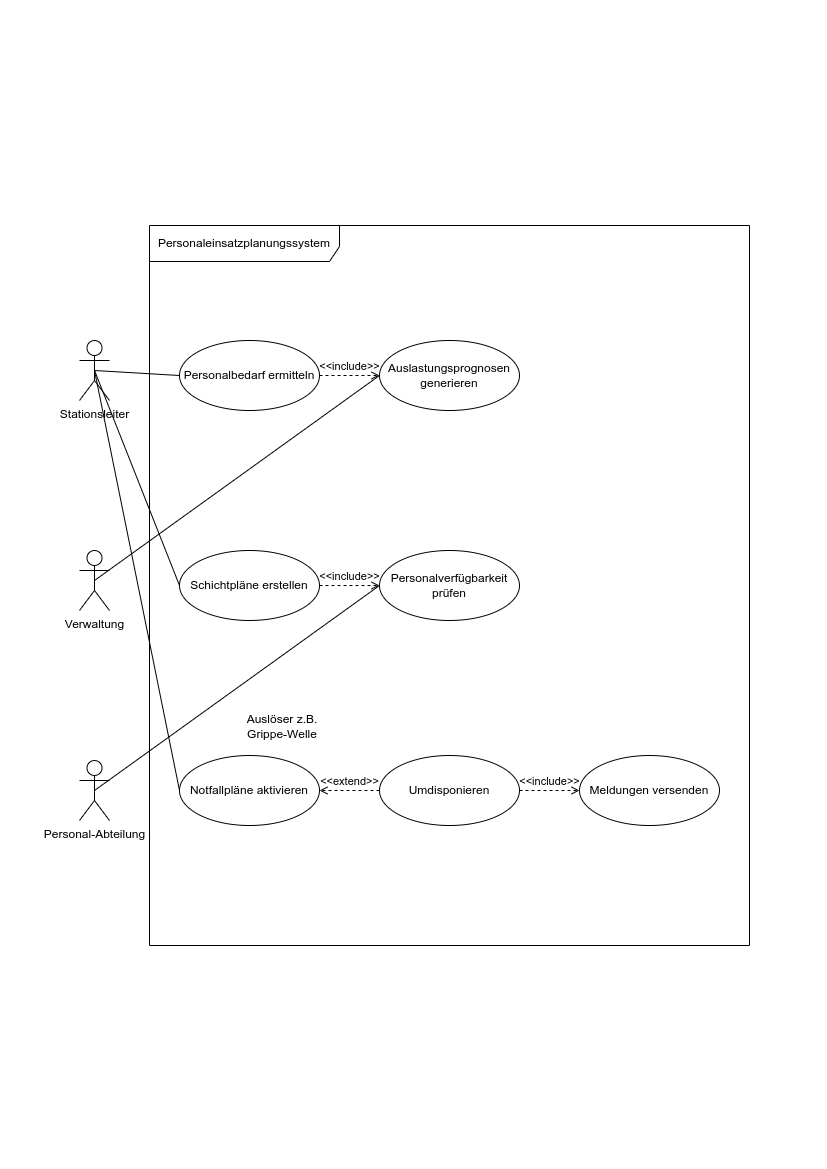 Personaleinsatzplanungssystem
Personalbedarf ermitteln
<<include>>
Auslastungsprognosen
generieren
Stationsleiter
Schichtpläne erstellen
<<include>>
Personalverfügbarkeit
prüfen
Verwaltung
Auslöser z.B.
Grippe-Welle
Notfallpläne aktivieren
<<extend>>
Umdisponieren
<<include>>
Meldungen versenden
Personal-Abteilung